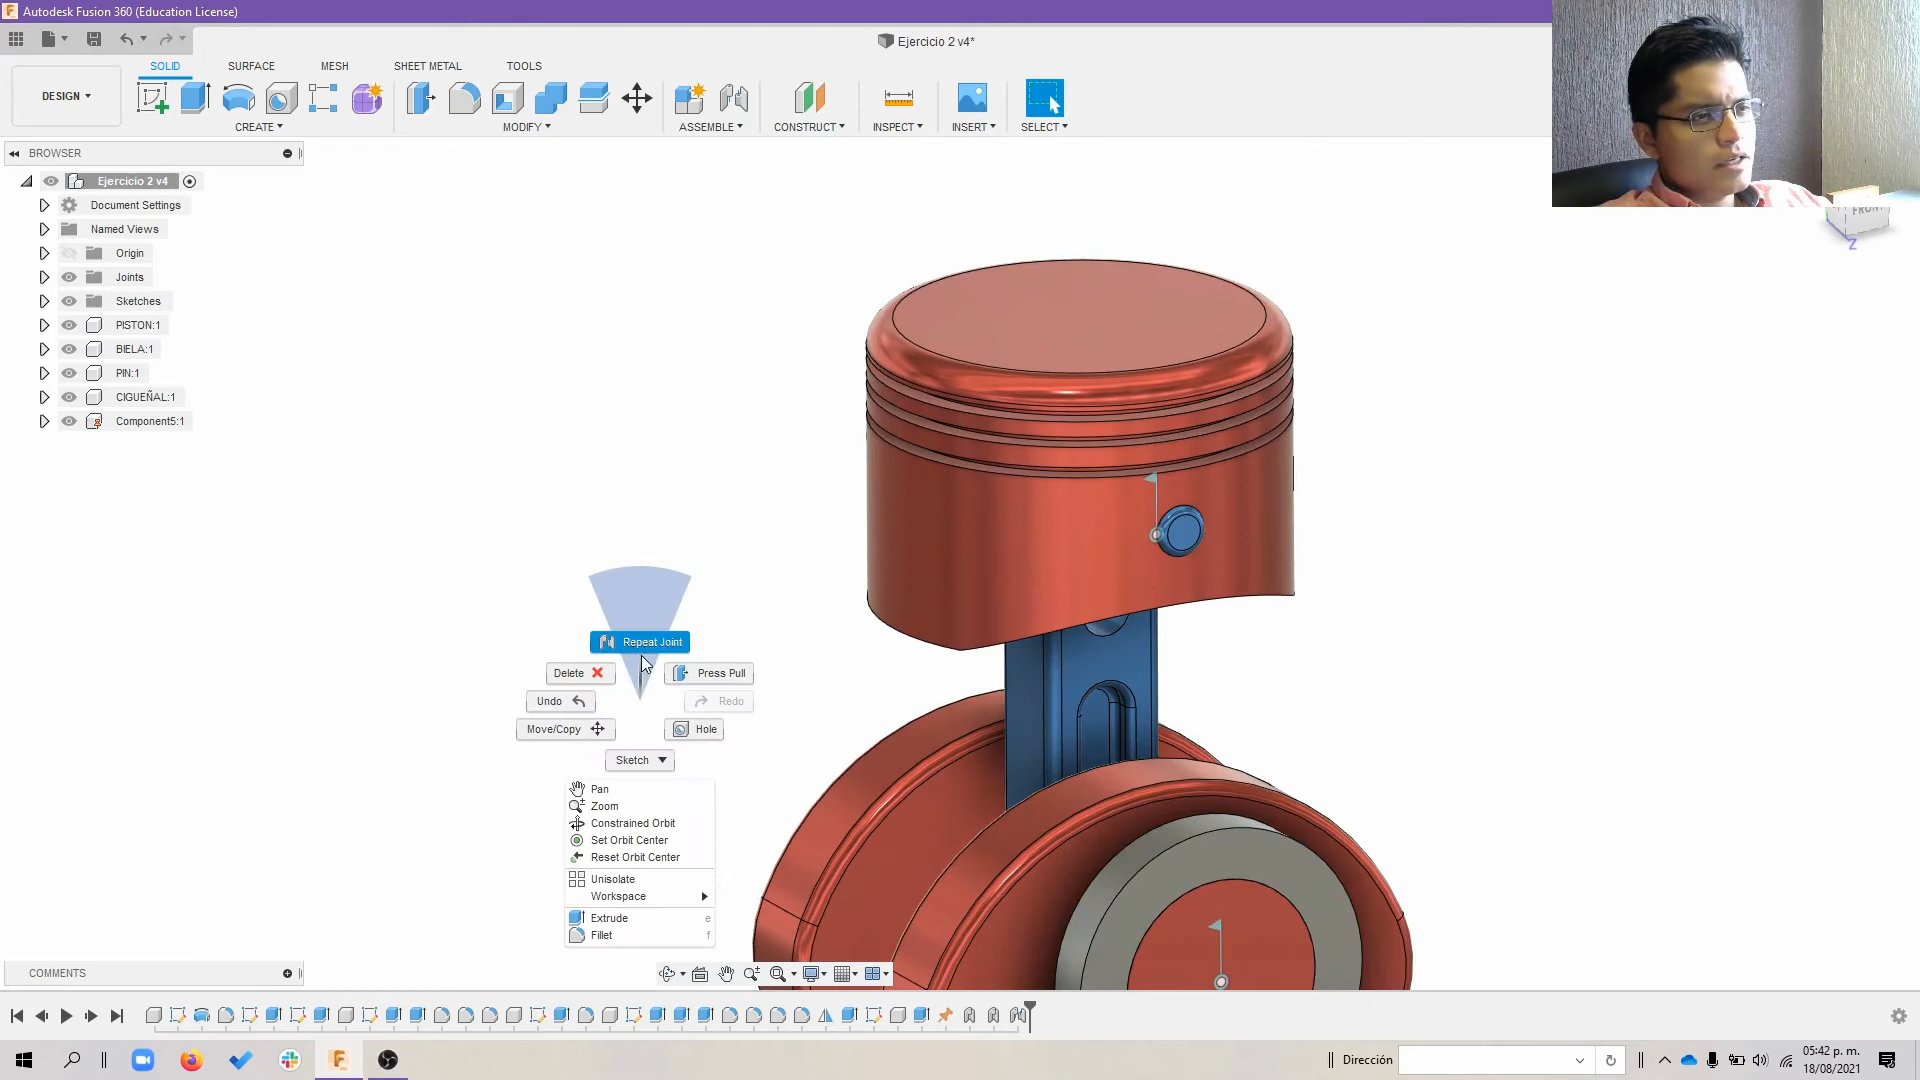 Autodesk Fusion 360 (Education License)
Ejercicio 2 v4*
SOLID
SURFACE
MESH
SHEET METAL
TOOLS
DESIGN
CREATE
MODIFY
ASSEMBLE
CONSTRUCT
INSPECT
INSERT
SELECT
BROWSER
Ejercicio 2 v4
Document Settings
Named Views
Origin
Joints
Sketches
PISTON:1
BIELA:1
PIN:1
CIGUEÑAL:1
Component5:1
FRONT
Z
Repeat Joint
Delete
Press Pull
Undo
Redo
Move/Copy
Hole
Sketch
Pan
Zoom
Constrained Orbit
Set Orbit Center
Reset Orbit Center
Unisolate
Workspace
Extrude e
Fillet f
COMMENTS
Dirección
05:42 p. m.
18/08/2021